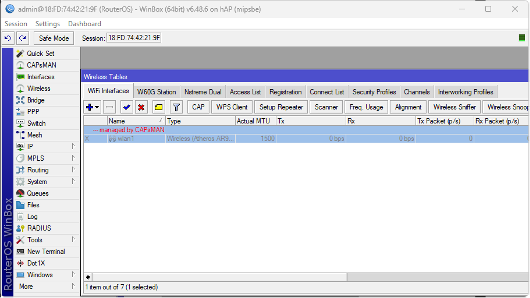 admin@18:FD:74:42:21:9F (RouterOS) - WinBox (64bit) v6.48.6 on hAP (mipsbe)
Session Settings Dashboard
Safe Mode Session: 18:FD:74:42:21:9F
Quick Set
CAPsMAN
Interfaces
Wireless
Bridge
PPP
Switch
Mesh
IP
MPLS
Routing
System
Queues
Files
Log
RADIUS
Tools
New Terminal
Dot1X
Windows
More
RouterOS WinBox
Wireless Tables
WiFi Interfaces W60G Station Nstreme Dual Access List Registration Connect List Security Profiles Channels Interworking Profiles
CAP WPS Client Setup Repeater Scanner Freq. Usage Alignment Wireless Sniffer Wireless Snoop
Name Type Actual MTU Tx Rx Tx Packet (p/s) Rx Packet (p/s)
--- managed by CAPsMAN
X wlan1 Wireless (Atheros AR9... 1500 0 bps 0 bps 0
1 item out of 7 (1 selected)